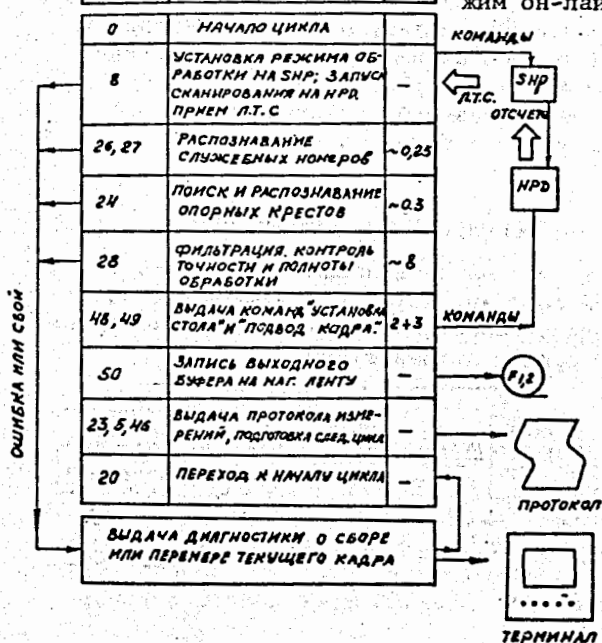 жим он-лай
0 НАЧАЛО ЦИКЛА
КОМАНДЫ
8 УСТАНОВКА РЕЖИМА ОБ-
РАБОТКИ НА SHP; ЗАПУСК
СКАНИРОВАНИЯ НА HPD,
ПРИЕМ Л.Т.С —
Л.Т.С.
SHP
ОТСЧЕТ
26, 27 РАСПОЗНАВАНИЕ
СЛУЖЕБНЫХ НОМЕРОВ ~0,25
HPD
24 ПОИСК И РАСПОЗНАВАНИЕ
ОПОРНЫХ КРЕСТОВ ~0.3
28 ФИЛЬТРАЦИЯ, КОНТРОЛЬ
ТОЧНОСТИ И ПОЛНОТЫ
ОБРАБОТКИ ~8
48, 49 ВЫДАЧА КОМАНД "УСТАНОВКА
СТОЛА" И "ПОДВОД КАДРА." 2÷3
КОМАНДЫ
50 ЗАПИСЬ ВЫХОДНОГО
БУФЕРА НА МАГ. ЛЕНТУ —
F1,2
23, 5, 46 ВЫДАЧА ПРОТОКОЛА ИЗМЕ-
РЕНИЙ, ПОДГОТОВКА СЛЕД. ЦИКЛА —
20 ПЕРЕХОД К НАЧАЛУ ЦИКЛА —
ПРОТОКОЛ
ОШИБКА ИЛИ СБОЙ
ВЫДАЧА ДИАГНОСТИКИ О СБОЕ
ИЛИ ПЕРЕМЕРЕ ТЕКУЩЕГО КАДРА
ТЕРМИНАЛ